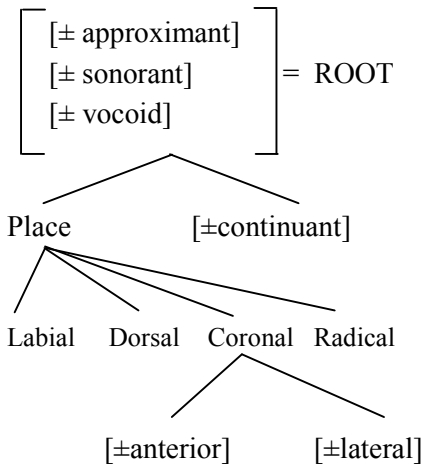 [± approximant]
[± sonorant] = ROOT
[± vocoid]
Place [±continuant]
Labial Dorsal Coronal Radical
[±anterior] [±lateral]